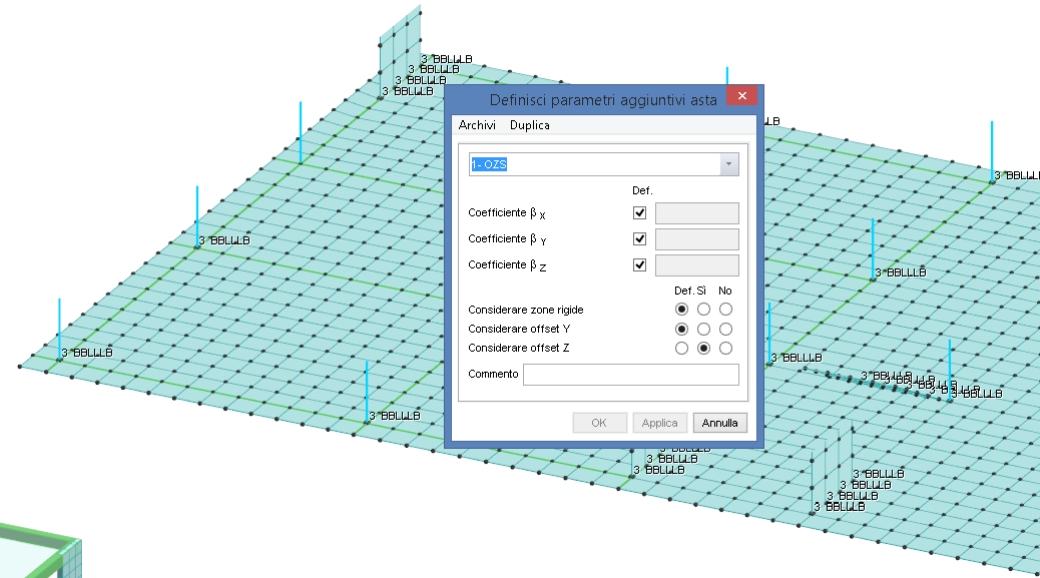 3 BBLLLB
3 BBLLLB
3 BBLLLB
3 BBLLLB
Definisci parametri aggiuntivi asta
Archivi Duplica
LB
1- OZS
3 BBLLL
Def.
Coefficiente β X
Coefficiente β Y
3 BBLLLB
Coefficiente β Z
3 BBLLLB
Def. Sì No
Considerare zone rigide
Considerare offset Y
Considerare offset Z
3 BBLLLB
3 BBLLLB
Commento
3 BBLLLB
3 BBLLLB
3 BBLLLB
OK Applica Annulla
3 BBLLLB
3 BBLLLB
3 BBLLLB
3 BBLLLB
3 BBLLLB
3 BBLLLB
3 BBLLLB